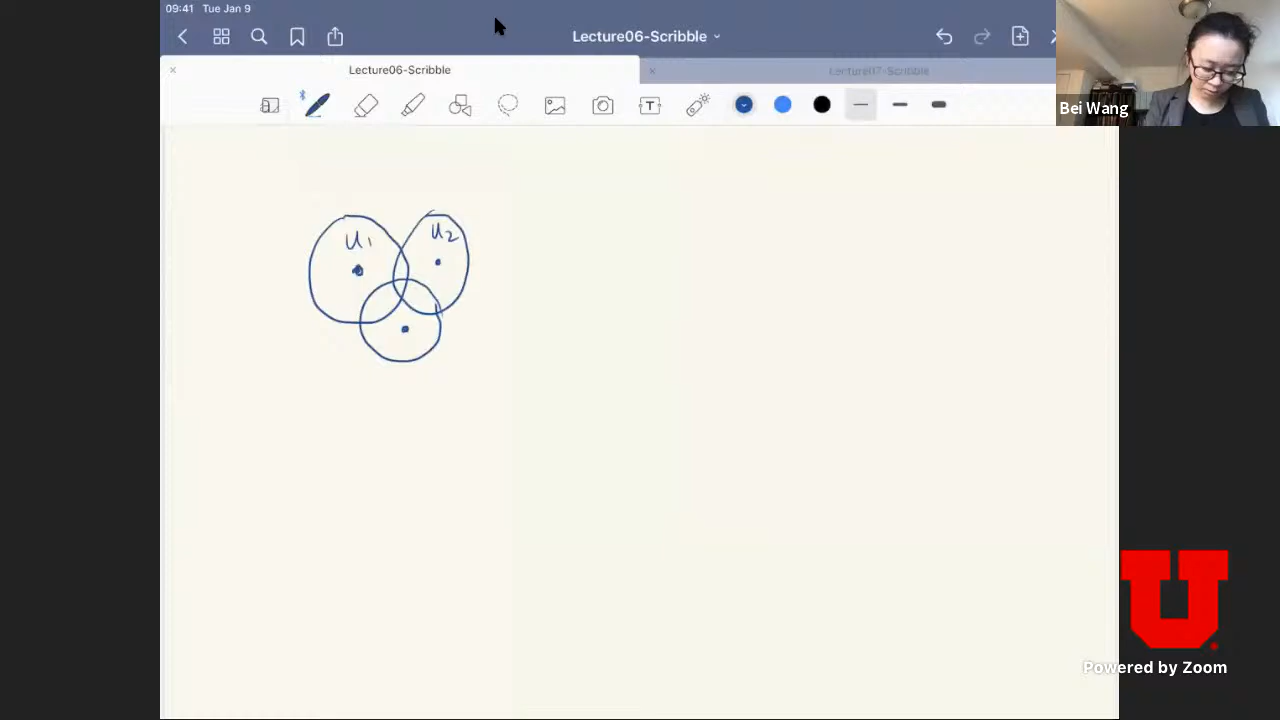 09:41 Tue Jan 9
Lecture06-Scribble
Lecture06-Scribble
Lecture07-Scribble
T
Bei Wang
U1
U2
U
Powered by Zoom